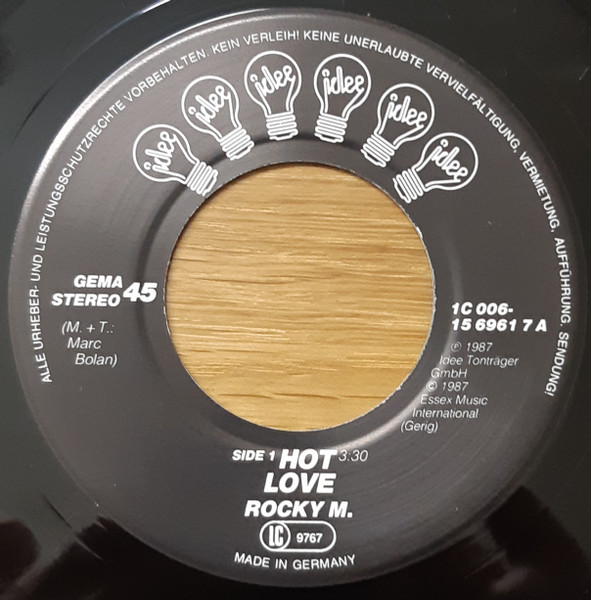 ALLE URHEBER- UND LEISTUNGSSCHUTZRECHTE VORBEHALTEN. KEIN VERLEIH! KEINE UNERLAUBTE VERVIELFÄLTIGUNG, VERMIETUNG, AUFFÜHRUNG, SENDUNG!
idee
idee
idee
idee
idee
idee
GEMA
STEREO 45
(M. + T.:
Marc
Bolan)
1C 006-
15 6961 7 A
℗ 1987
Idee Tonträger
GmbH
© 1987
Essex Music
International
(Gerig)
SIDE 1 HOT 3:30
LOVE
ROCKY M.
LC 9767
MADE IN GERMANY